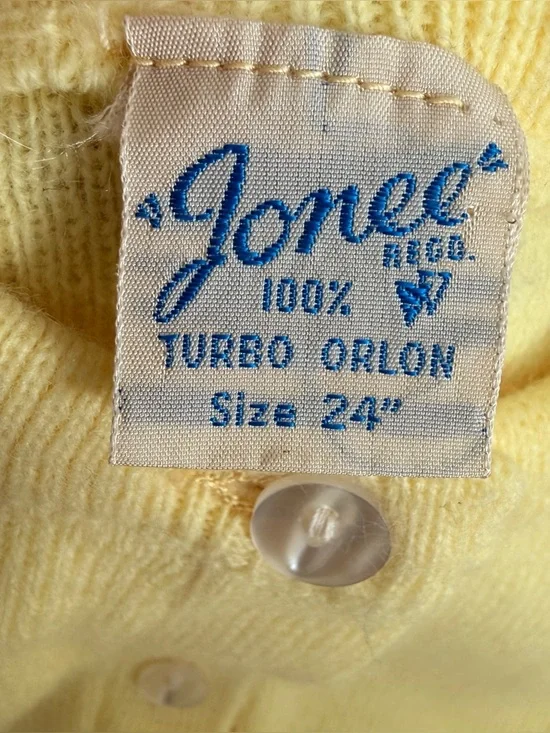 "Jonee"
REGD.
100%
TURBO ORLON
Size 24"